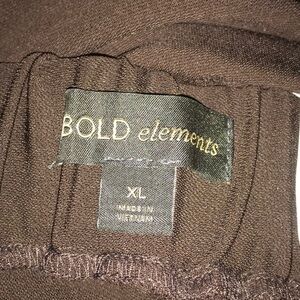 BOLD elements
XL
MADE IN
VIETNAM